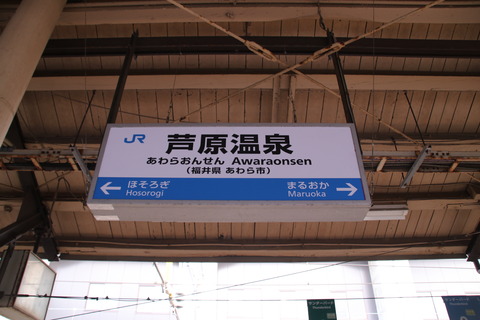 JR
芦原温泉
あわらおんせん Awaraonsen
(福井県 あわら市)
← ほそろぎ
Hosorogi
まるおか →
Maruoka